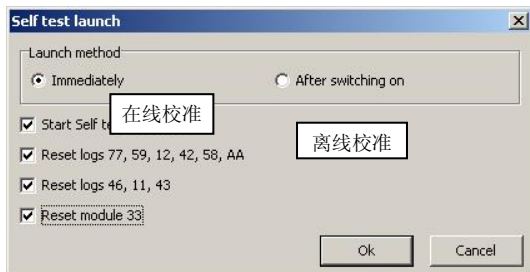 Self test launch
Launch method
Immediately
After switching on
在线校准
Start Self te
离线校准
Reset logs 77, 59, 12, 42, 58, AA
Reset logs 46, 11, 43
Reset module 33
Ok
Cancel